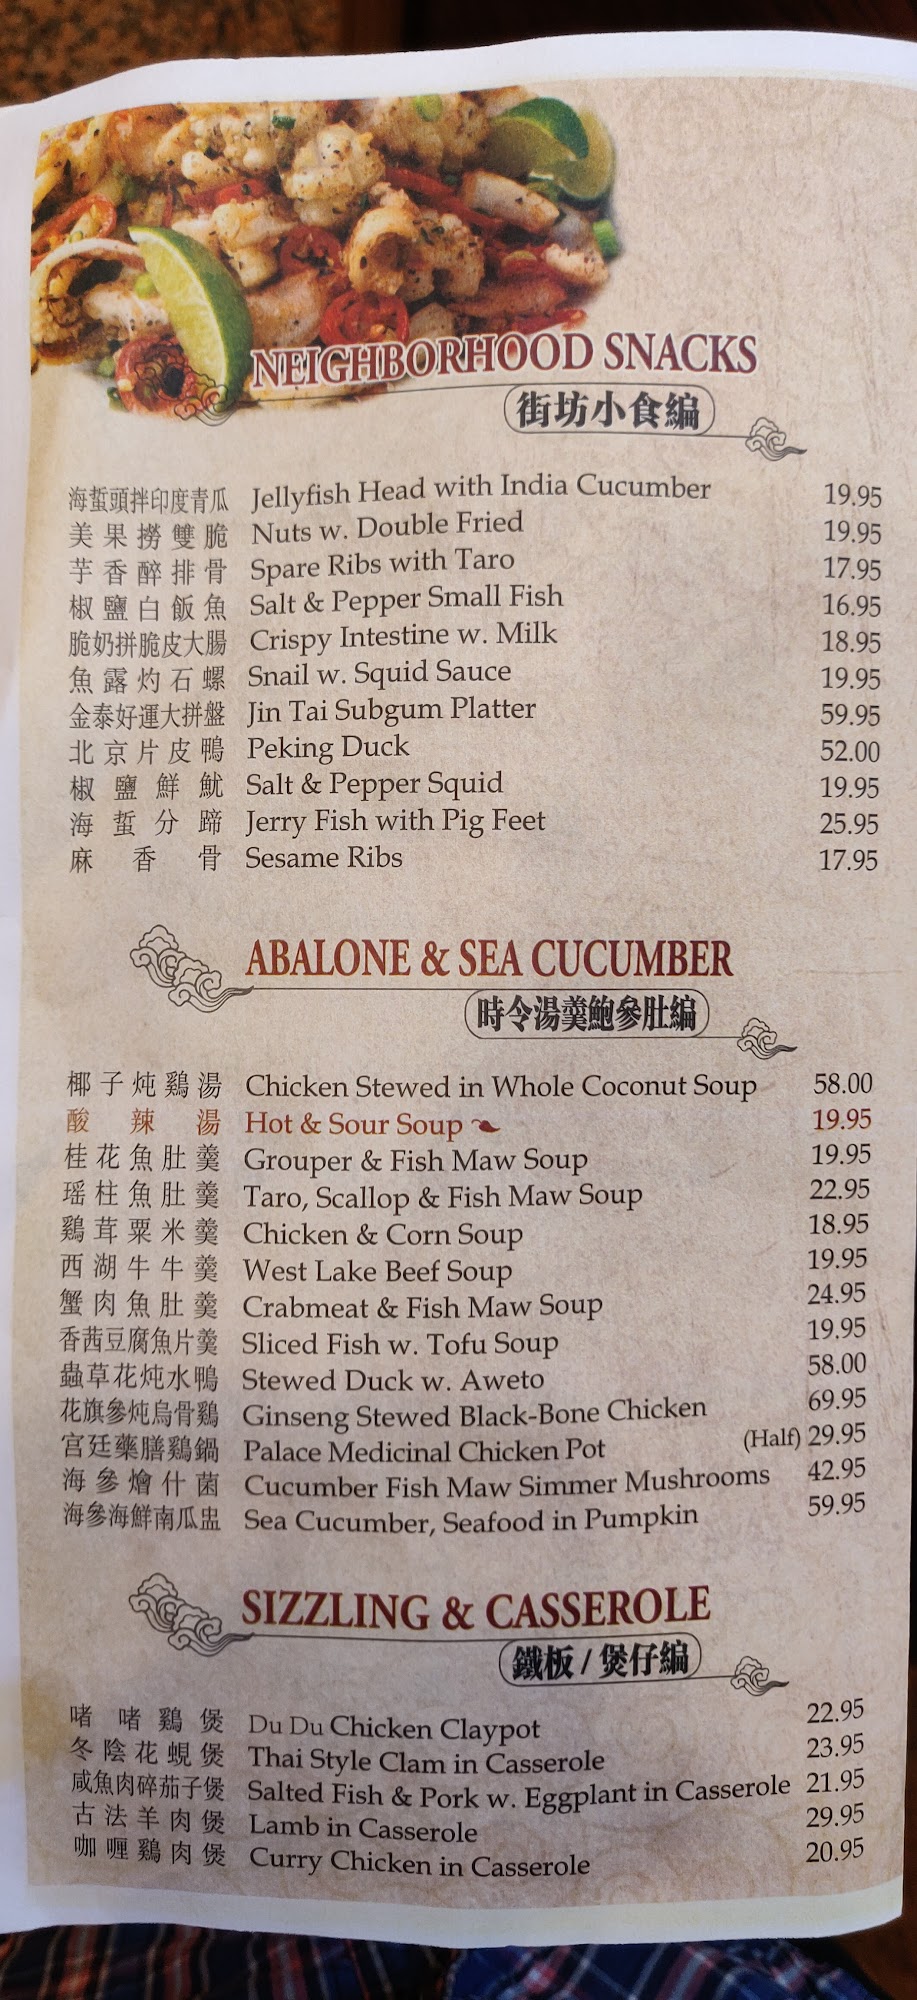 NEIGHBORHOOD SNACKS
街坊小食編
海蜇頭拌印度青瓜 Jellyfish Head with India Cucumber 19.95
美果撈雙脆 Nuts w. Double Fried 19.95
芋香醉排骨 Spare Ribs with Taro 17.95
椒鹽白飯魚 Salt & Pepper Small Fish 16.95
脆奶拼脆皮大腸 Crispy Intestine w. Milk 18.95
魚露灼石螺 Snail w. Squid Sauce 19.95
金泰好運大拼盤 Jin Tai Subgum Platter 59.95
北京片皮鴨 Peking Duck 52.00
椒鹽鮮魷 Salt & Pepper Squid 19.95
海蜇分蹄 Jerry Fish with Pig Feet 25.95
麻香骨 Sesame Ribs 17.95
ABALONE & SEA CUCUMBER
時令湯羹鮑參肚編
椰子炖鷄湯 Chicken Stewed in Whole Coconut Soup 58.00
酸辣湯 Hot & Sour Soup 19.95
桂花魚肚羹 Grouper & Fish Maw Soup 19.95
瑶柱魚肚羹 Taro, Scallop & Fish Maw Soup 22.95
鷄茸粟米羹 Chicken & Corn Soup 18.95
西湖牛牛羹 West Lake Beef Soup 19.95
蟹肉魚肚羹 Crabmeat & Fish Maw Soup 24.95
香茜豆腐魚片羹 Sliced Fish w. Tofu Soup 19.95
蟲草花炖水鴨 Stewed Duck w. Aweto 58.00
花旗參炖烏骨鷄 Ginseng Stewed Black-Bone Chicken 69.95
宫廷藥膳鷄鍋 Palace Medicinal Chicken Pot (Half) 29.95
海參燴什菌 Cucumber Fish Maw Simmer Mushrooms 42.95
海參海鮮南瓜盅 Sea Cucumber, Seafood in Pumpkin 59.95
SIZZLING & CASSEROLE
鐵板 / 煲仔編
啫啫鷄煲 Du Du Chicken Claypot 22.95
冬陰花蜆煲 Thai Style Clam in Casserole 23.95
咸魚肉碎茄子煲 Salted Fish & Pork w. Eggplant in Casserole 21.95
古法羊肉煲 Lamb in Casserole 29.95
咖喱鷄肉煲 Curry Chicken in Casserole 20.95